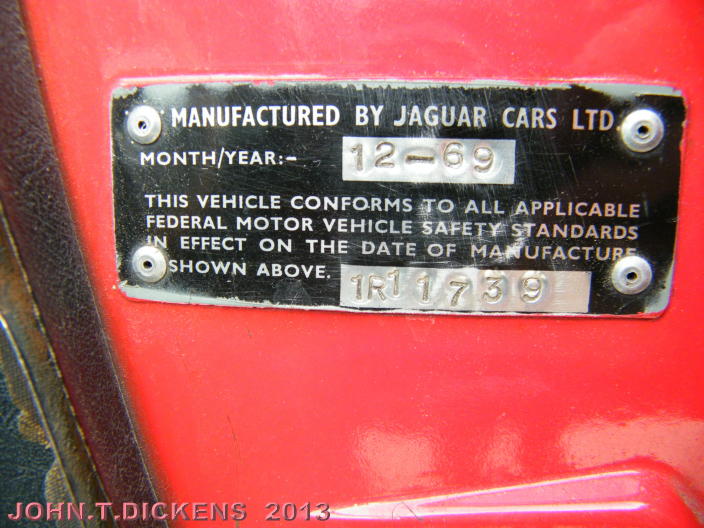 MANUFACTURED BY JAGUAR CARS LTD
MONTH/YEAR:- 12-69
THIS VEHICLE CONFORMS TO ALL APPLICABLE
FEDERAL MOTOR VEHICLE SAFETY STANDARDS
IN EFFECT ON THE DATE OF MANUFACTURE
SHOWN ABOVE. 1R11739
JOHN.T.DICKENS 2013